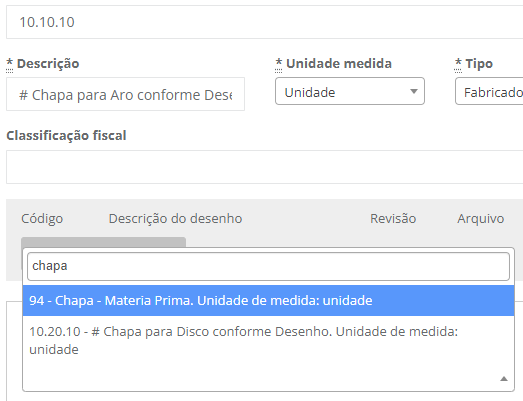 10.10.10
* Descrição
* Unidade medida
* Tipo
# Chapa para Aro conforme Dese
Unidade
Fabricado
Classificação fiscal
Código Descrição do desenho Revisão Arquivo
chapa
94 - Chapa - Materia Prima. Unidade de medida: unidade
10.20.10 - # Chapa para Disco conforme Desenho. Unidade de medida:
unidade